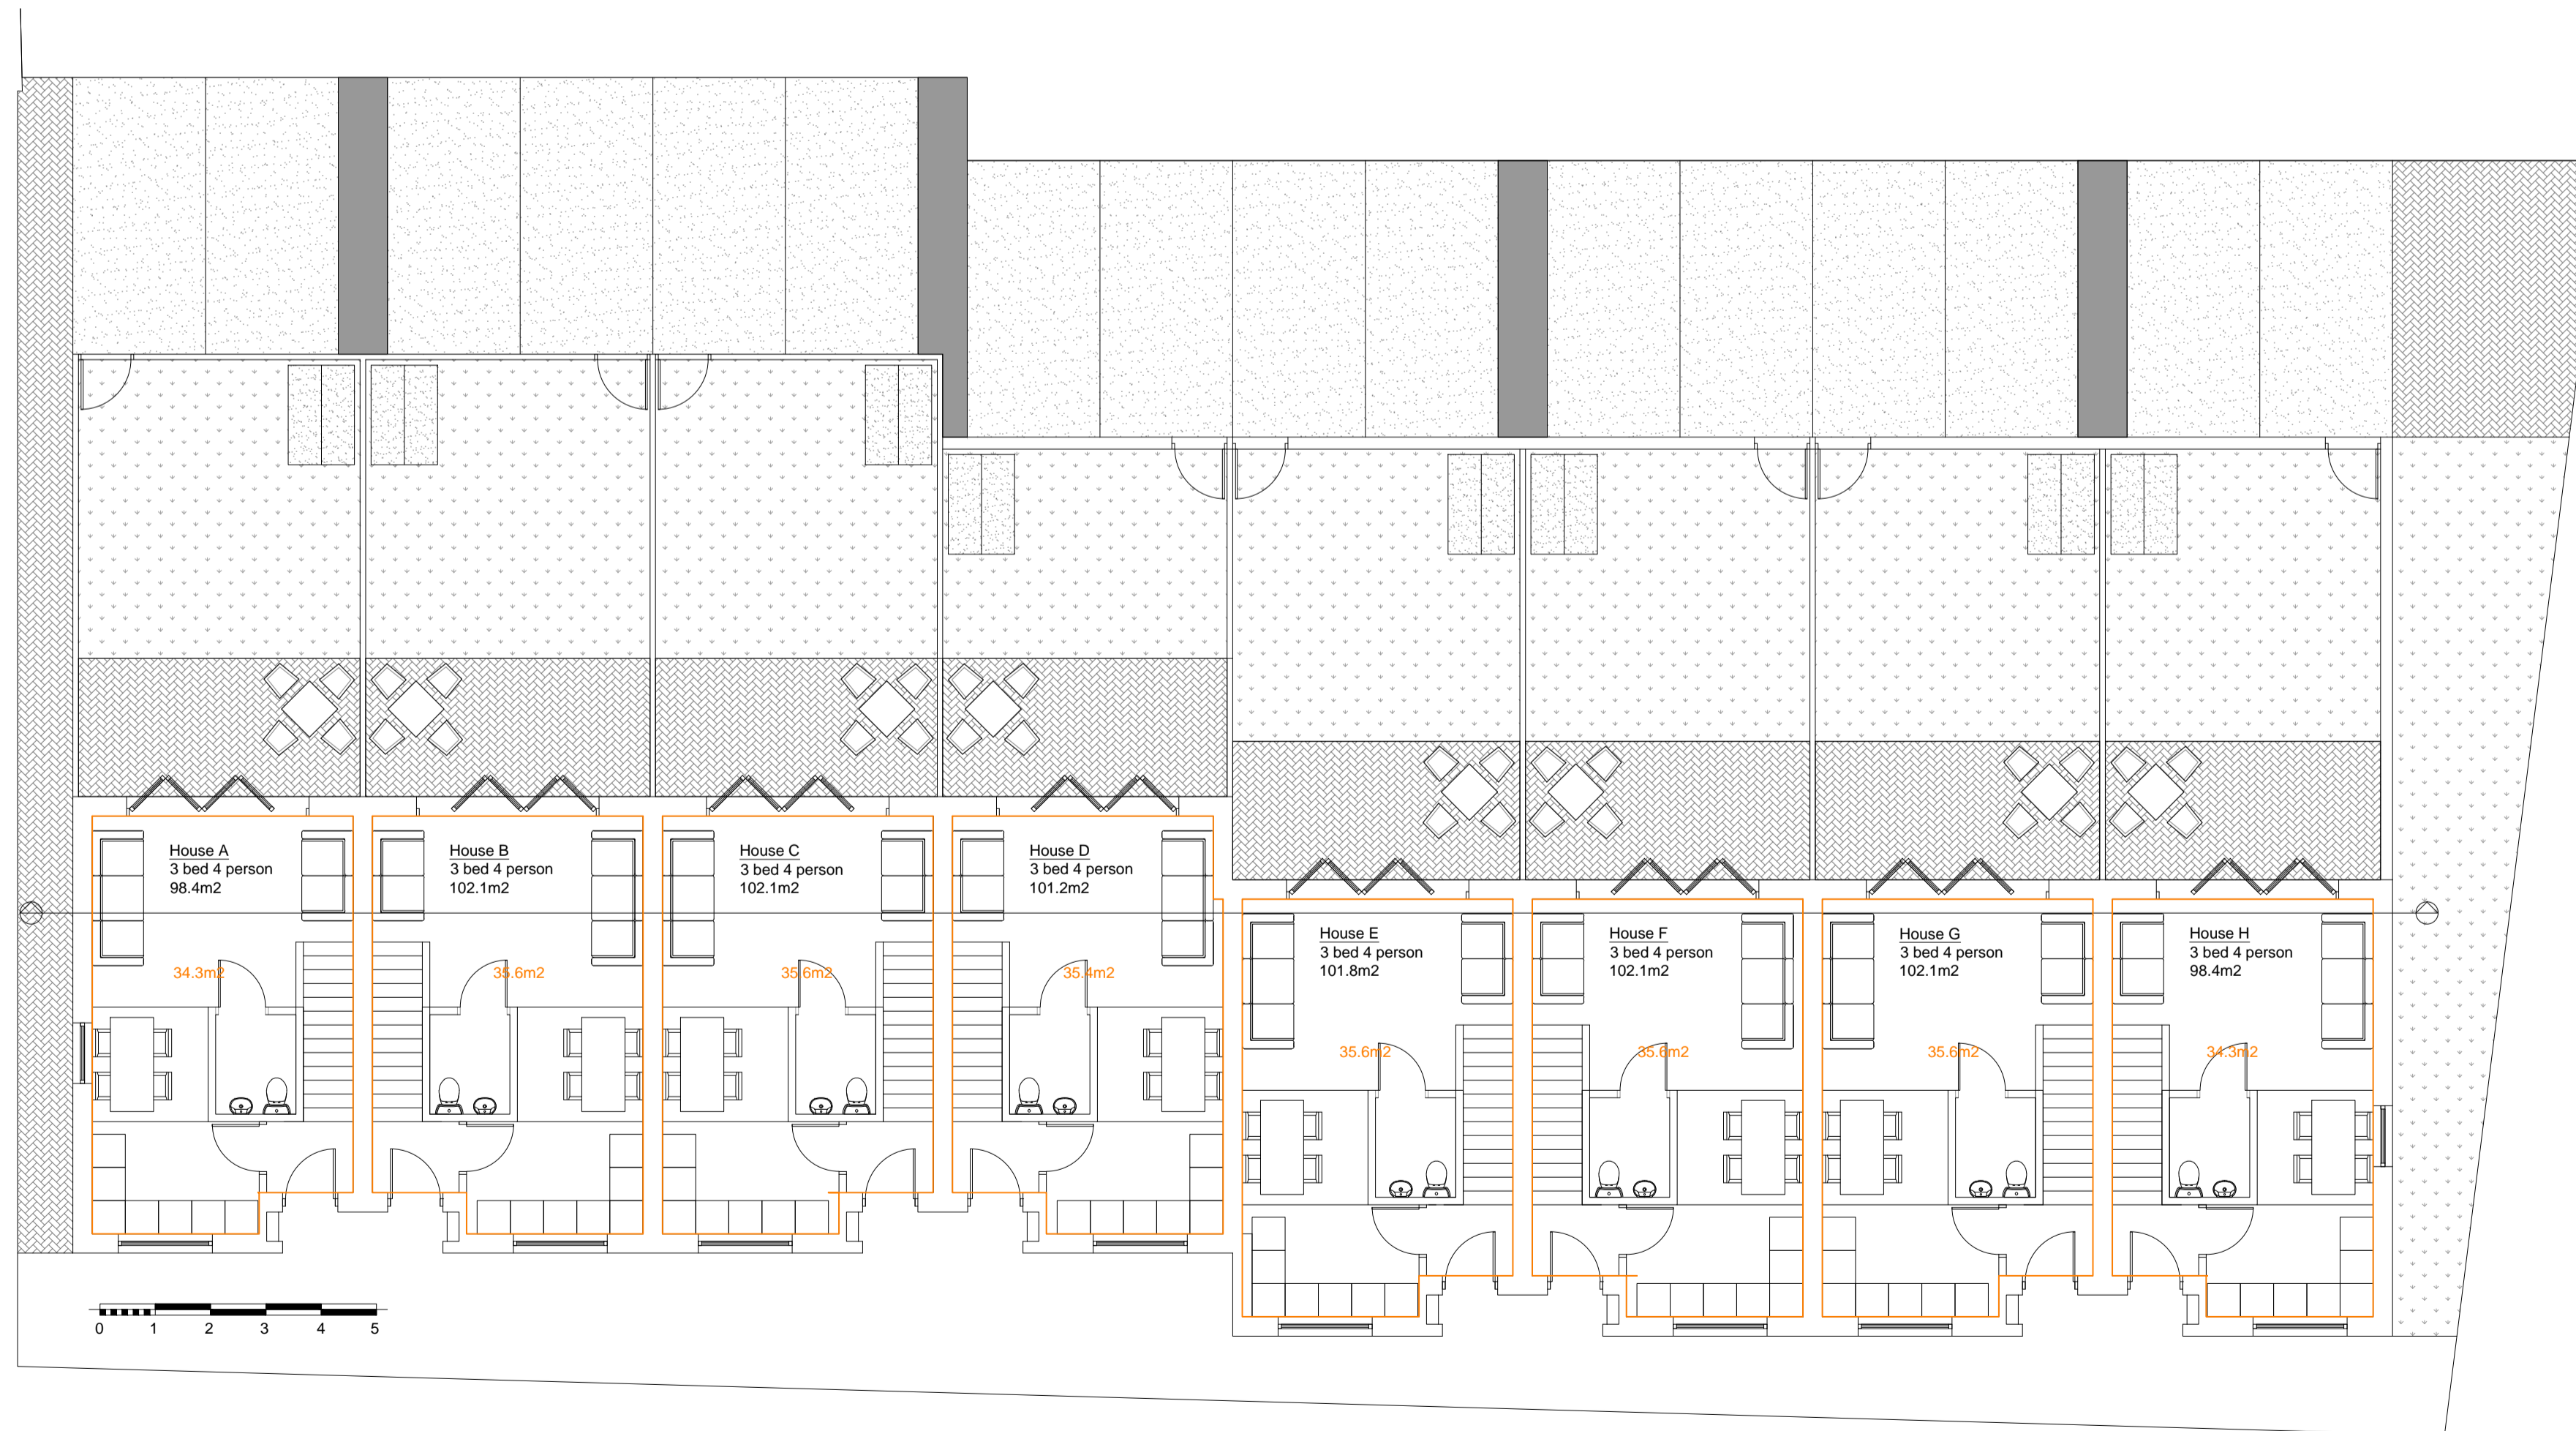 House A
3 bed 4 person
98.4m2
34.3m2
House B
3 bed 4 person
102.1m2
35.6m2
House C
3 bed 4 person
102.1m2
35.6m2
House D
3 bed 4 person
101.2m2
35.4m2
House E
3 bed 4 person
101.8m2
35.6m2
House F
3 bed 4 person
102.1m2
35.6m2
House G
3 bed 4 person
102.1m2
35.6m2
House H
3 bed 4 person
98.4m2
34.3m2
0 1 2 3 4 5